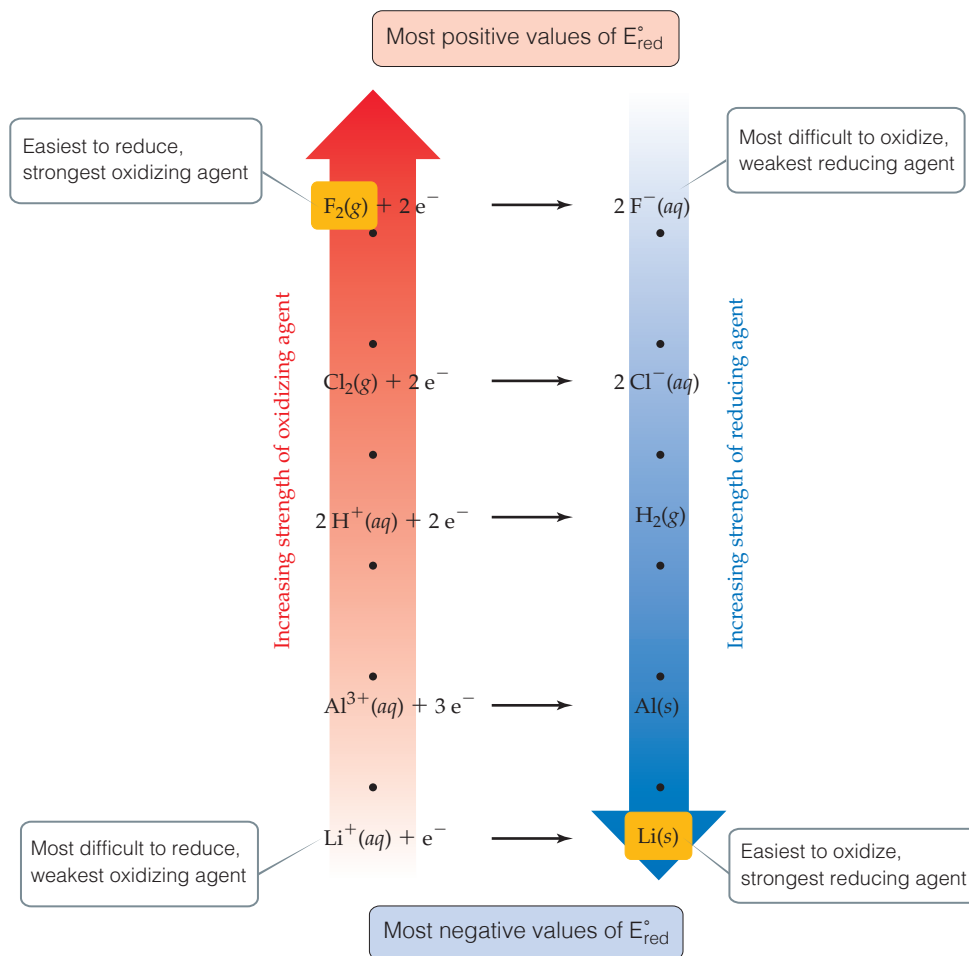 Most positive values of E°red
Easiest to reduce,
strongest oxidizing agent
Most difficult to oxidize,
weakest reducing agent
F₂(g) + 2 e⁻ ⟶ 2 F⁻(aq)
Increasing strength of oxidizing agent
Increasing strength of reducing agent
Cl₂(g) + 2 e⁻ ⟶ 2 Cl⁻(aq)
2 H⁺(aq) + 2 e⁻ ⟶ H₂(g)
Al³⁺(aq) + 3 e⁻ ⟶ Al(s)
Li⁺(aq) + e⁻ ⟶ Li(s)
Most difficult to reduce,
weakest oxidizing agent
Easiest to oxidize,
strongest reducing agent
Most negative values of E°red